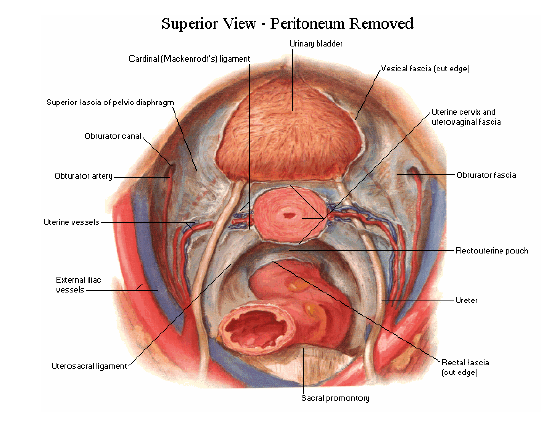 Superior View - Peritoneum Removed
Urinary bladder
Cardinal (Mackenrodt's) ligament
Vesical fascia (cut edge)
Superior fascia of pelvic diaphragm
Uterine cervix and
uterovaginal fascia
Obturator canal
Obturator artery
Obturator fascia
Uterine vessels
Rectouterine pouch
External iliac
vessels
Ureter
Uterosacral ligament
Rectal fascia
(cut edge)
Sacral promontory